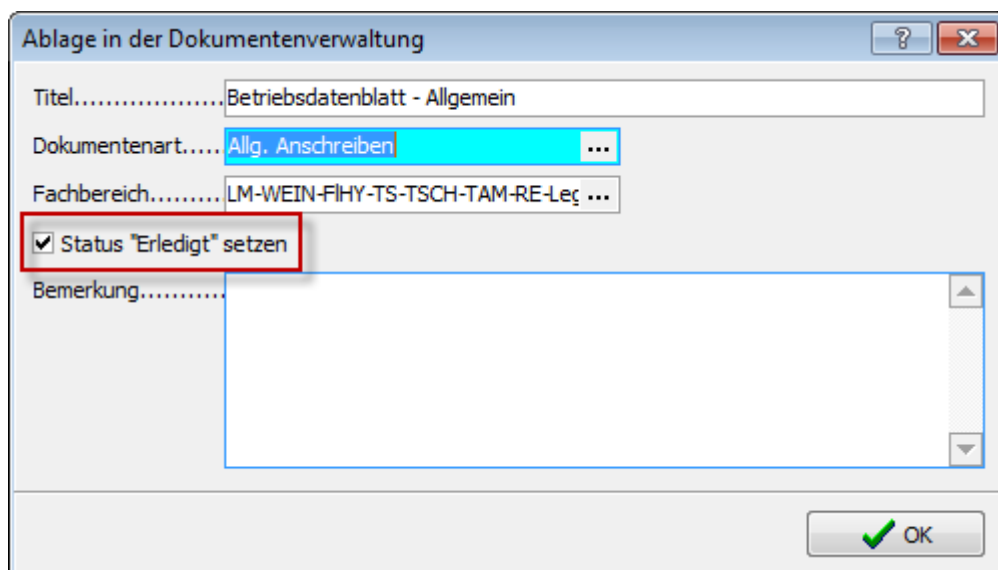 Ablage in der Dokumentenverwaltung
Titel...................Betriebsdatenblatt - Allgemein
Dokumentenart.....Allg. Anschreiben ...
Fachbereich.........LM-WEIN-FlHY-TS-TSCH-TAM-RE-Leg ...
Status "Erledigt" setzen
Bemerkung...........
OK